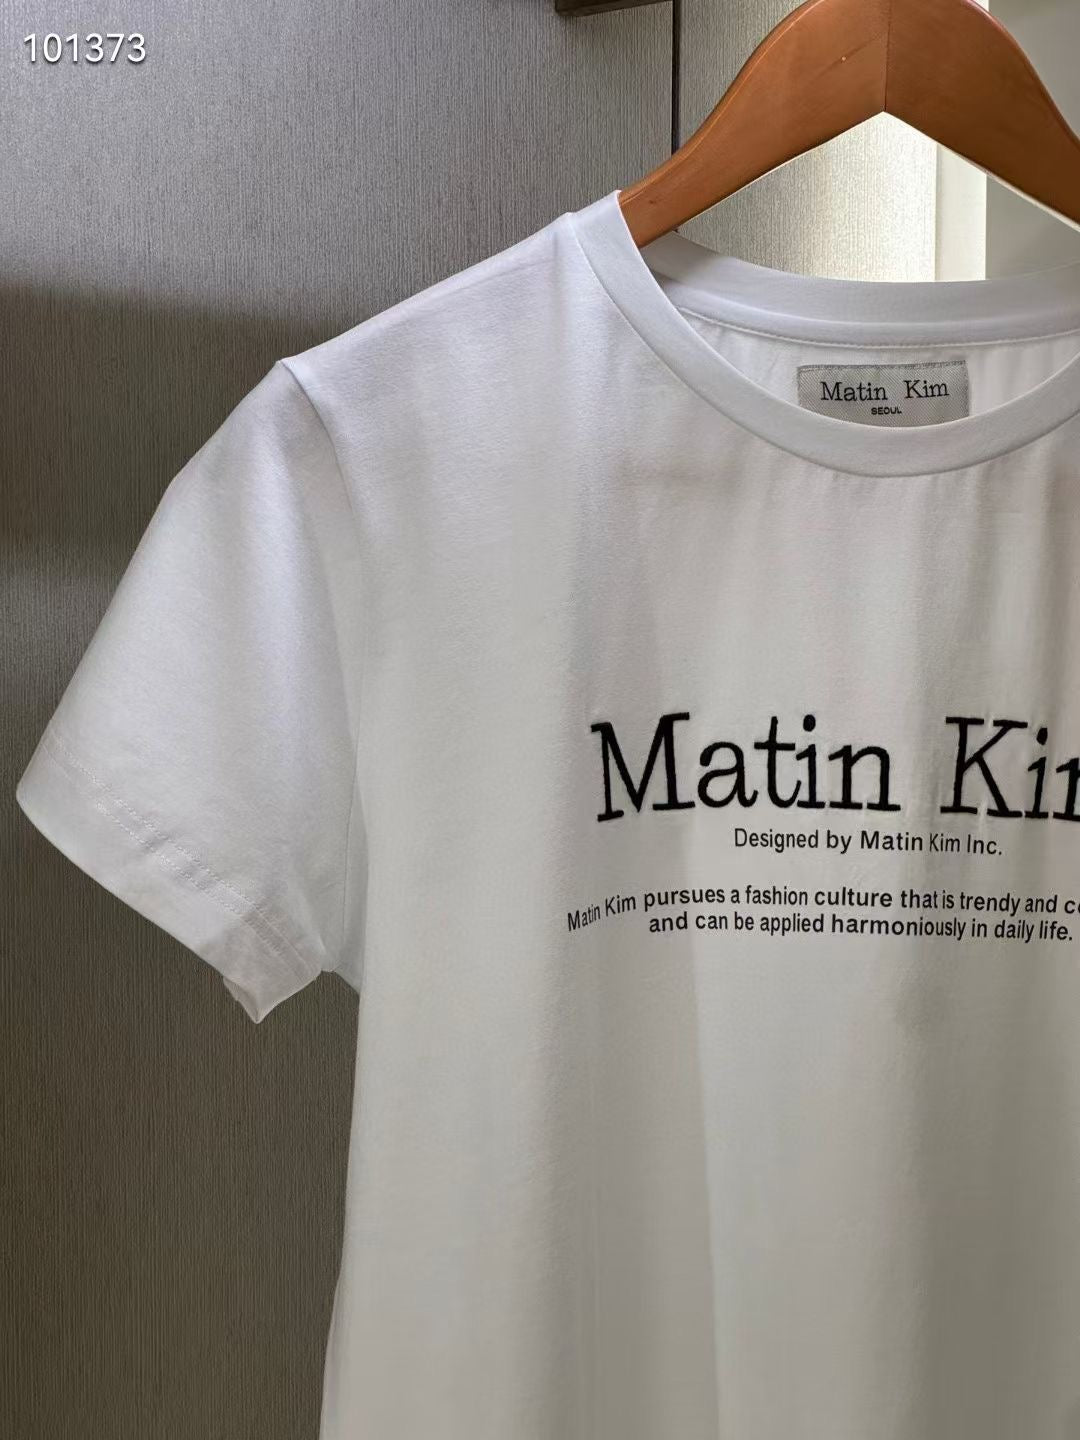 101373
Matin Kim
SEOUL
Matin
Designed by Matin Kim Inc.
Matin Kim pursues a fashion culture that is trendy and
and can be applied harmoniously in daily life.